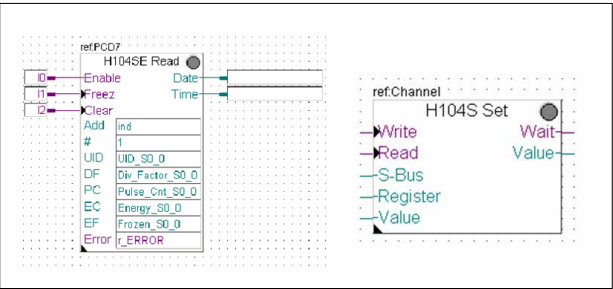 ref:PCD7
H104SE Read
I0 Enable Date
I1 Freez Time
I2 Clear
Add ind
# 1
UID UID_S0_0
DF Div_Factor_S0_0
PC Pulse_Cnt_S0_0
EC Energy_S0_0
EF Frozen_S0_0
Error r_ERROR
ref:Channel
H104S Set
Write Wait
Read Value
S-Bus
Register
Value